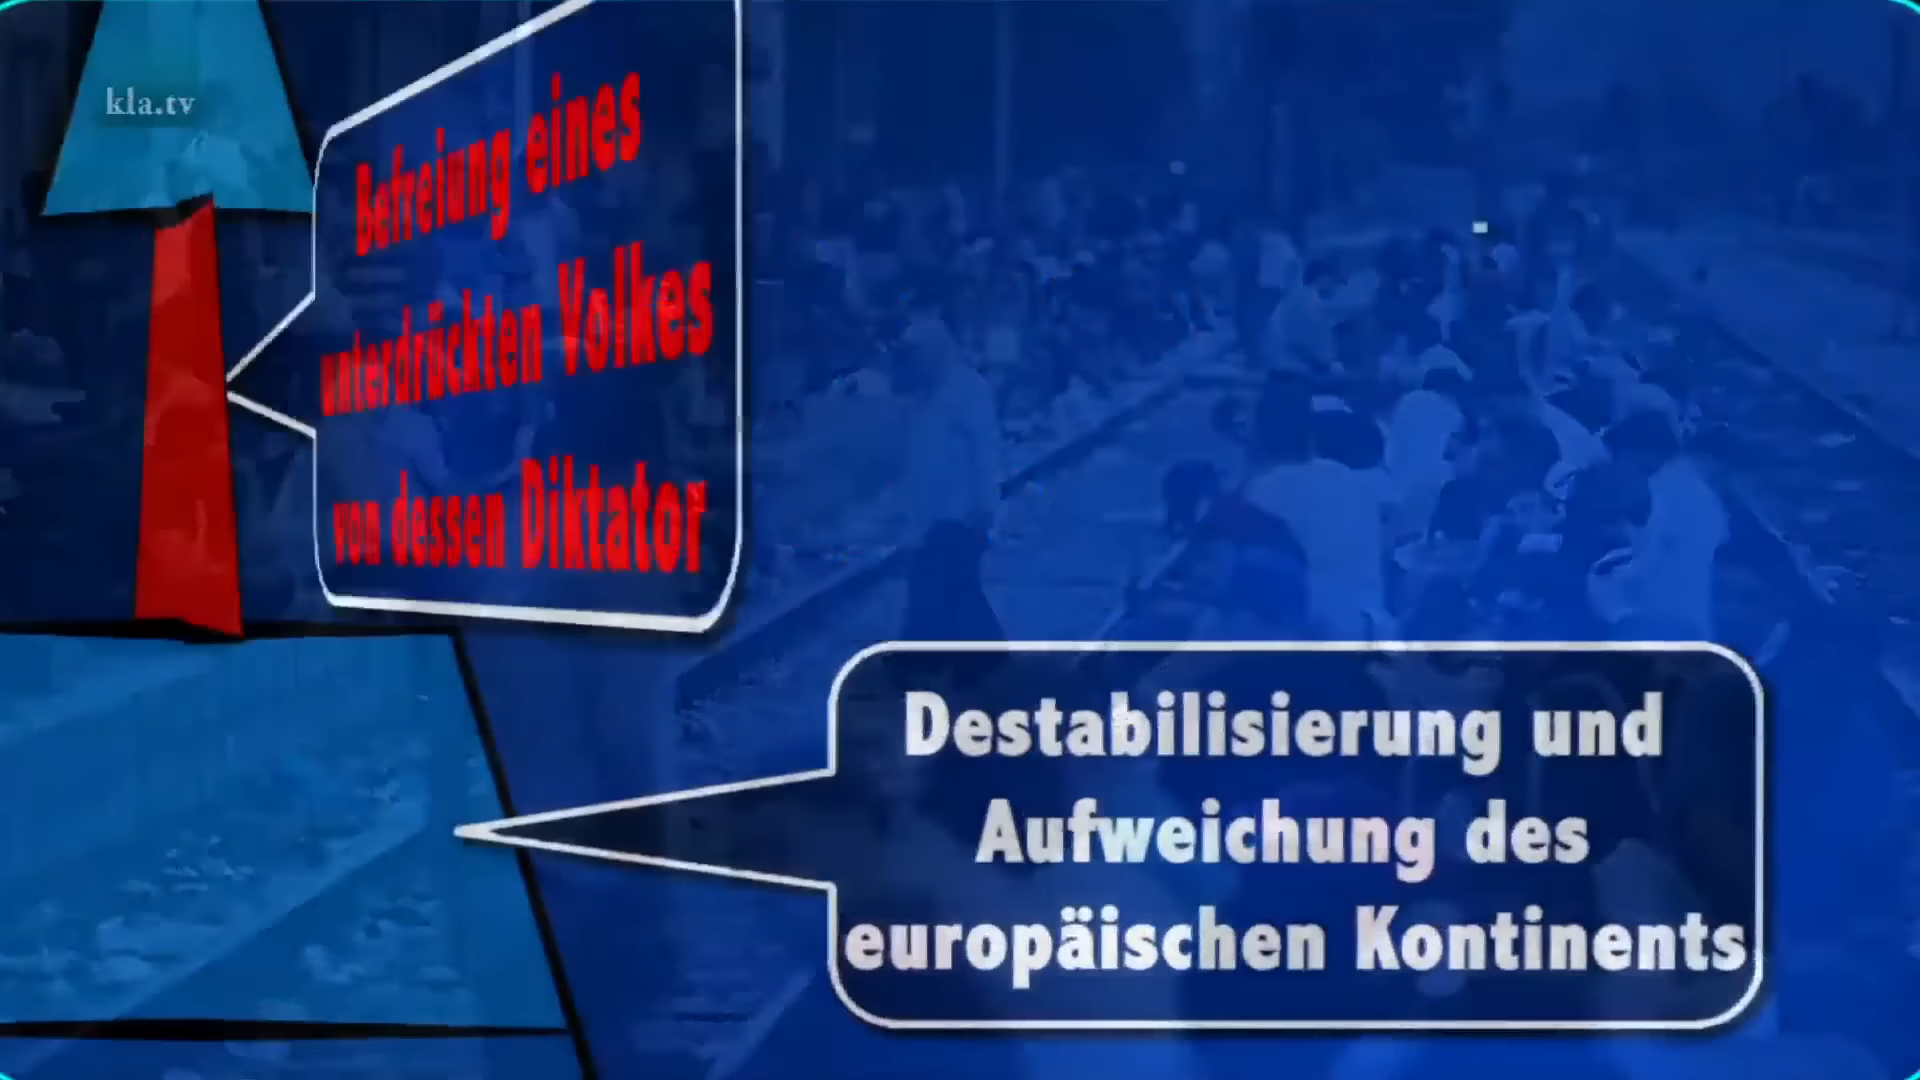 kla.tv
Befreiung eines
unterdrückten Volkes
von dessen Diktator
Destabilisierung und
Aufweichung des
europäischen Kontinents